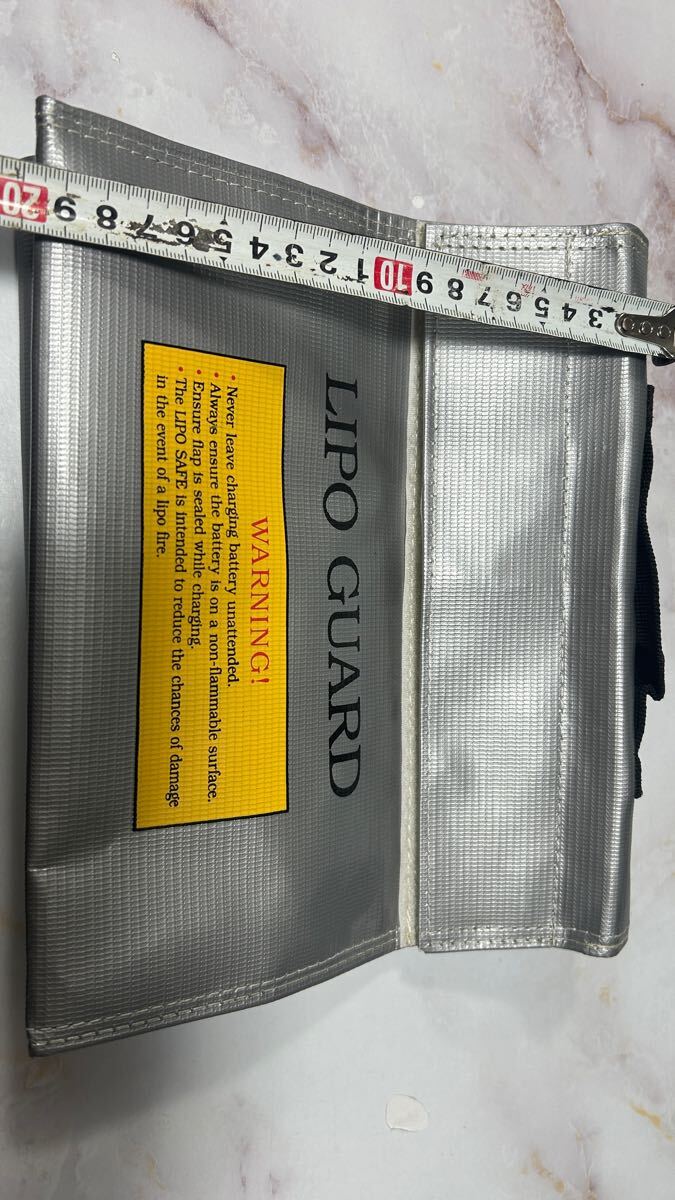 20 9 8 7 6 5 4 3 2 1 10 9 8 7 6 5 4 3
LIPO GUARD
WARNING!
• Never leave charging battery unattended.
• Always ensure the battery is on a non-flammable surface.
• Ensure flap is sealed while charging.
• The LIPO SAFE is intended to reduce the chances of damage
in the event of a lipo fire.